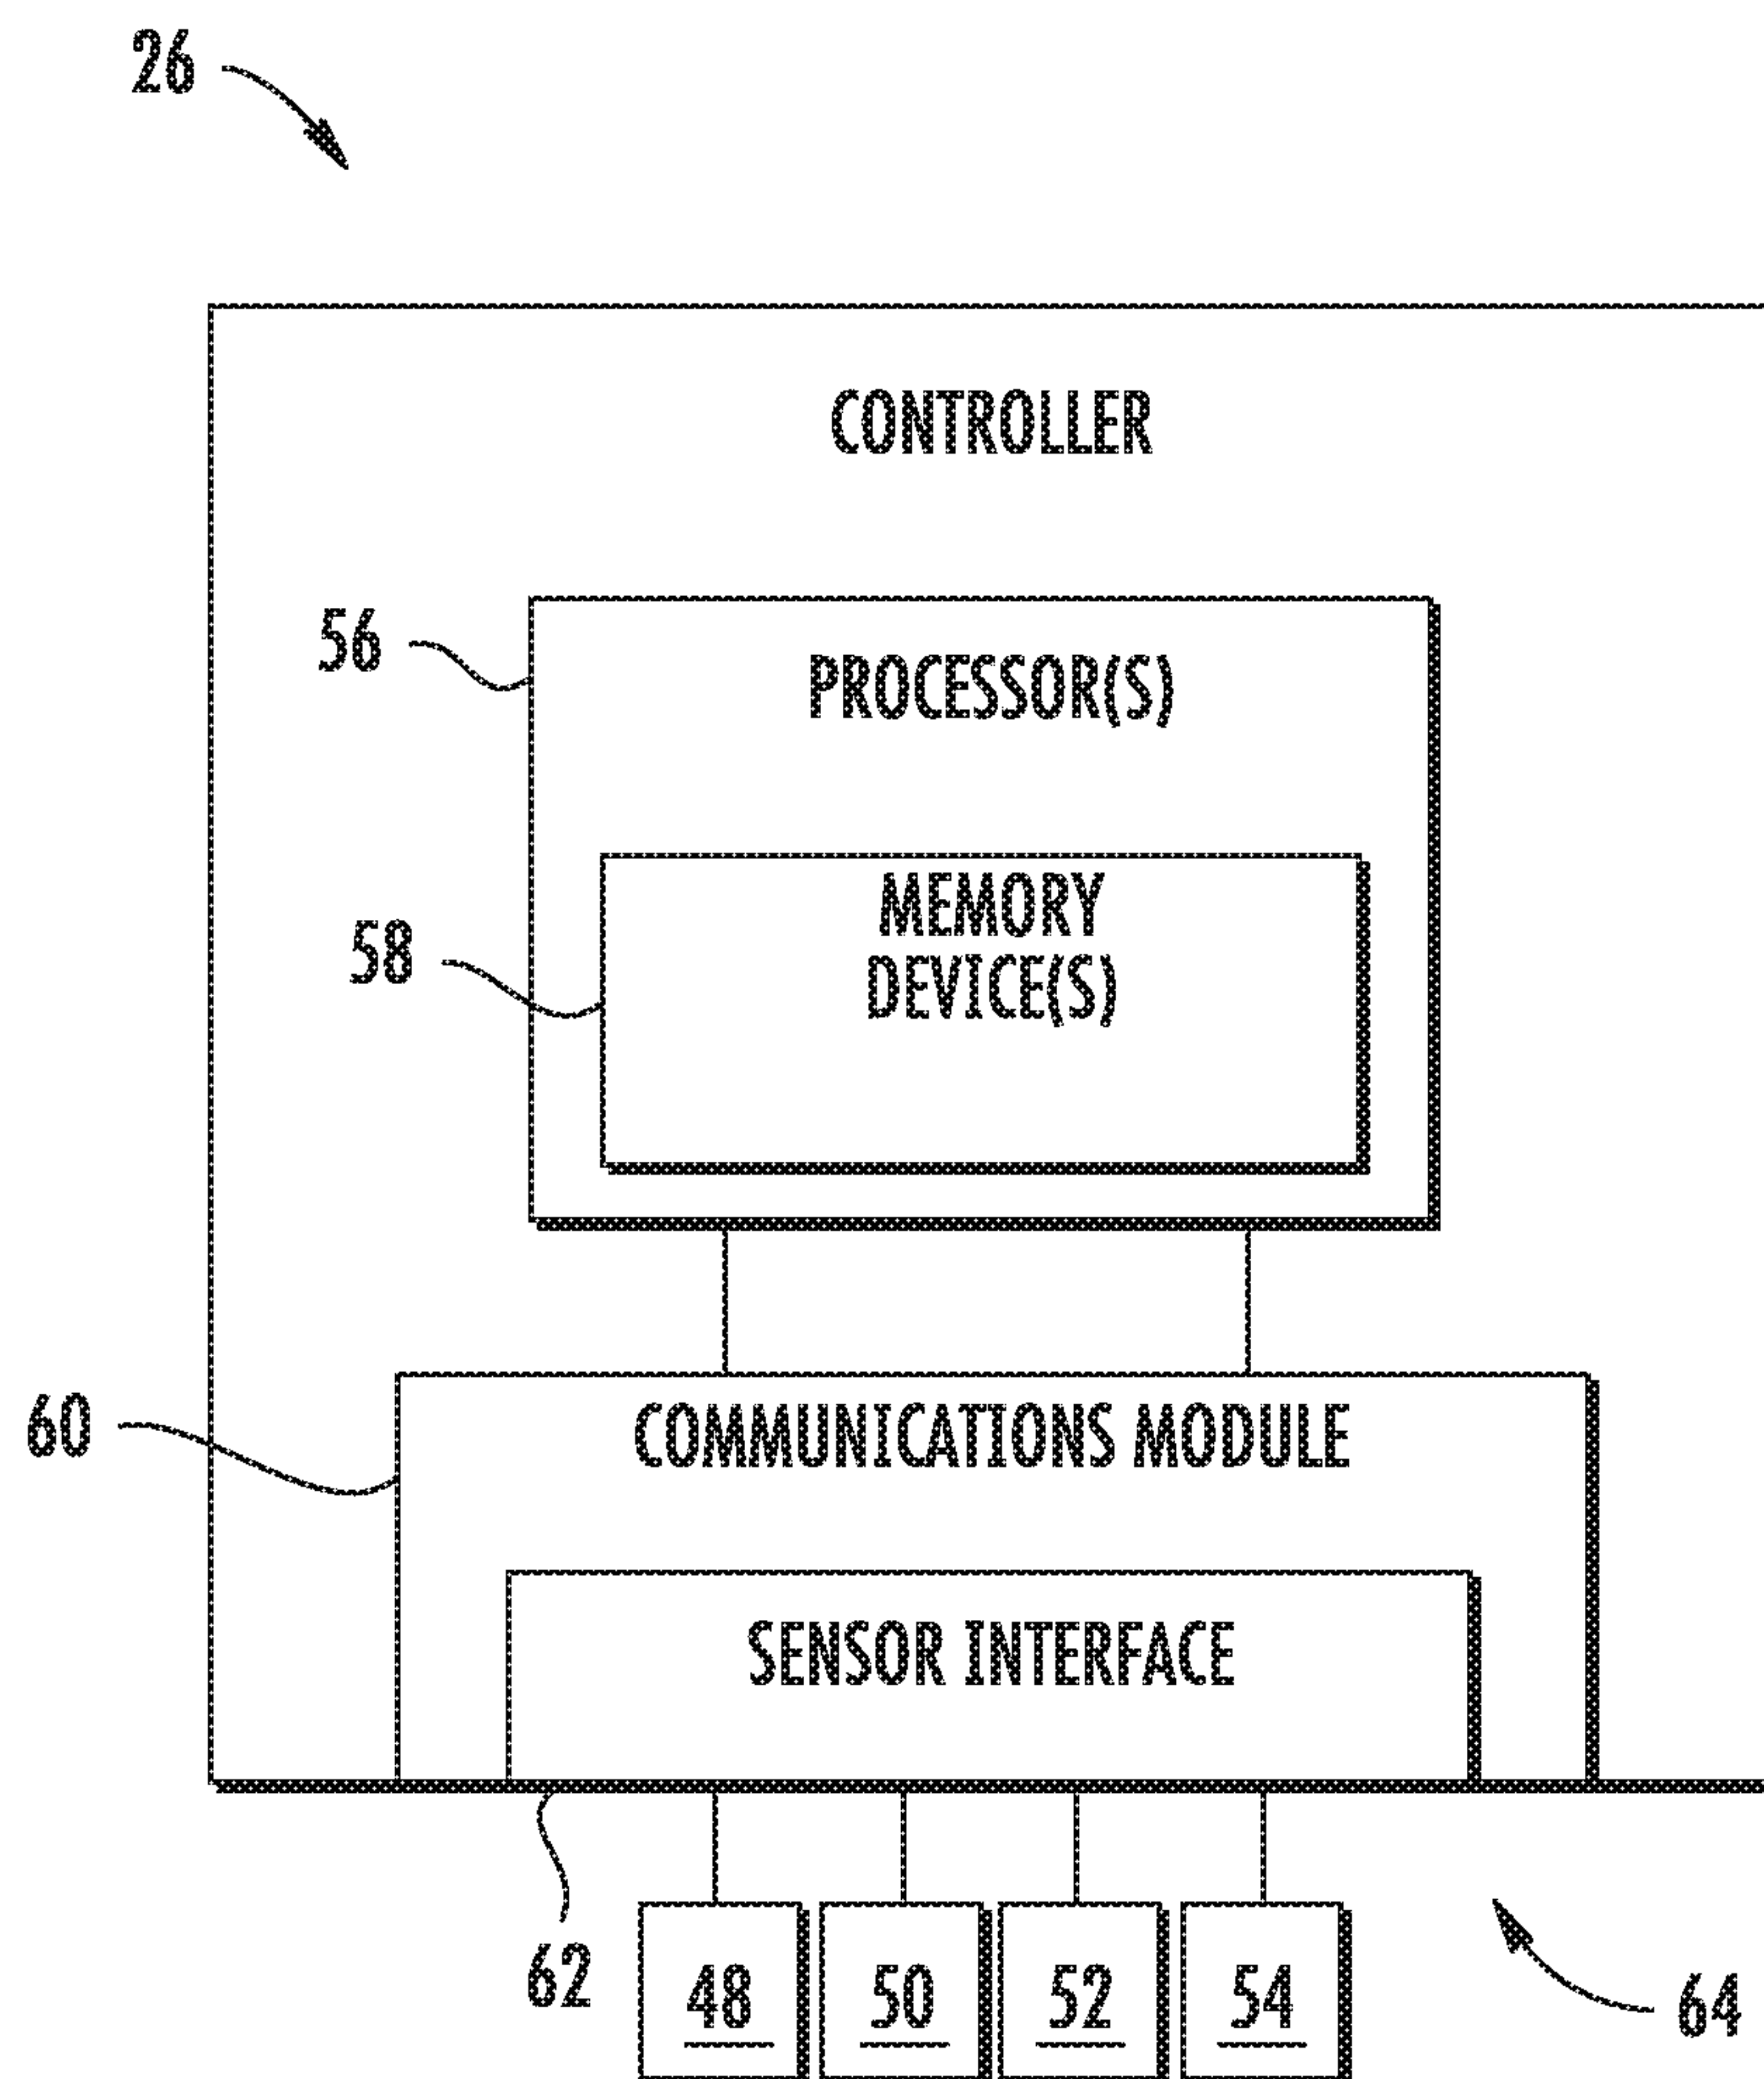 26
CONTROLLER
56
PROCESSOR(S)
MEMORY
DEVICE(S)
58
60
COMMUNICATIONS MODULE
SENSOR INTERFACE
62
48
50
52
54
64